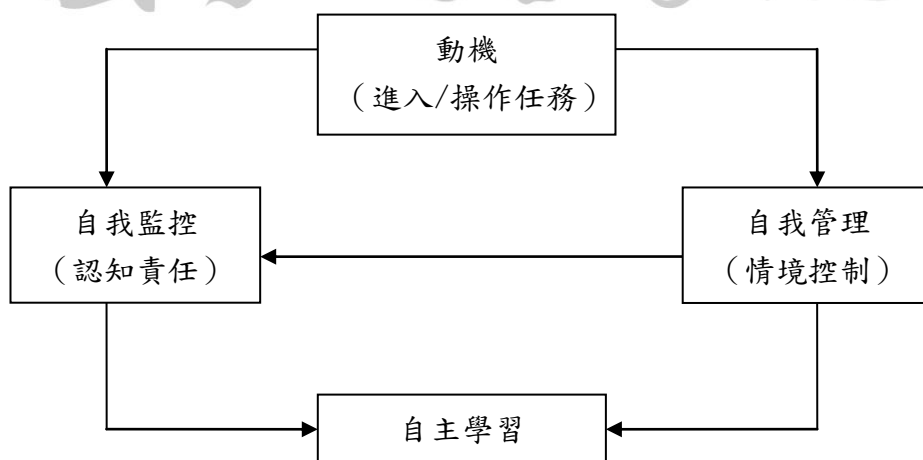 動機
（進入/操作任務）
自我監控
（認知責任）
自我管理
（情境控制）
自主學習